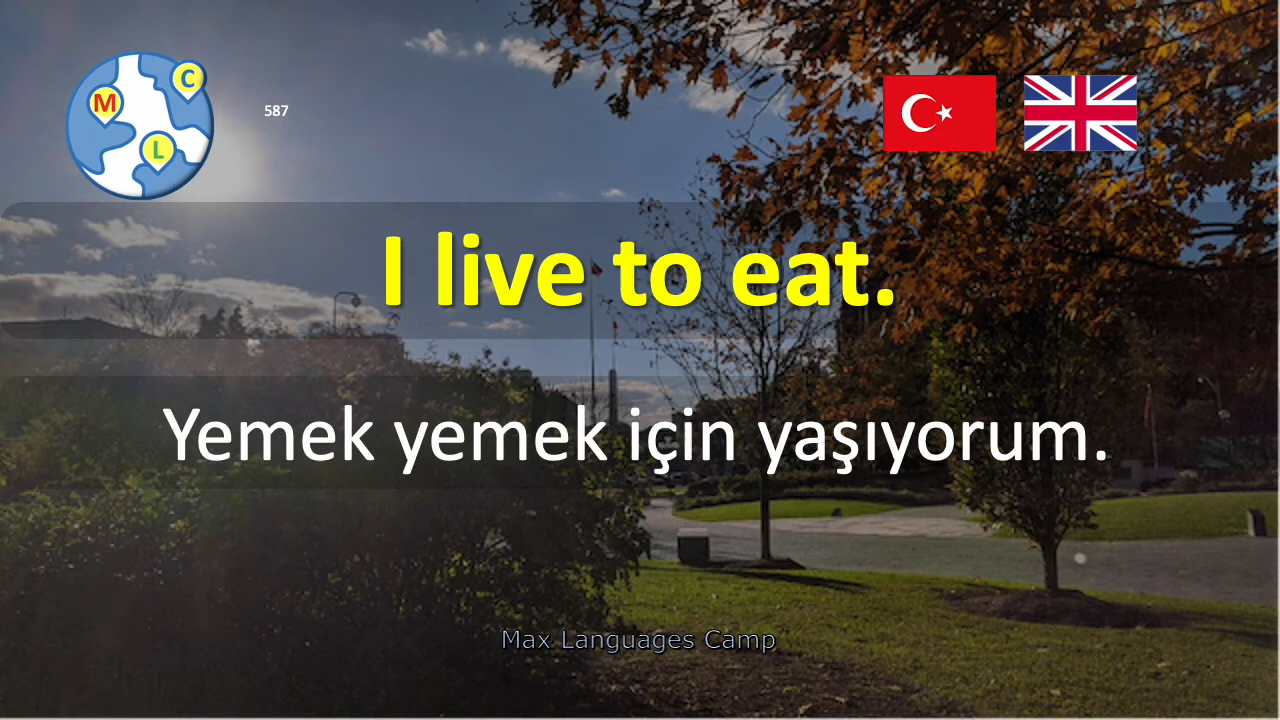 C
M
587
L
I live to eat.
Yemek yemek için yaşıyorum.
Max Languages Camp